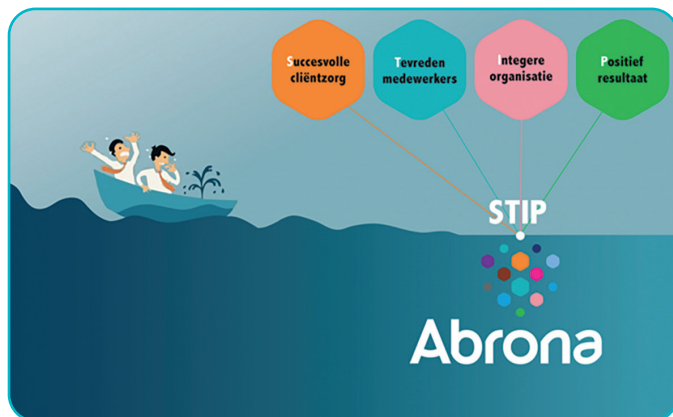 Succesvolle
cliëntzorg
Tevreden
medewerkers
Integere
organisatie
Positief
resultaat
STIP
Abrona